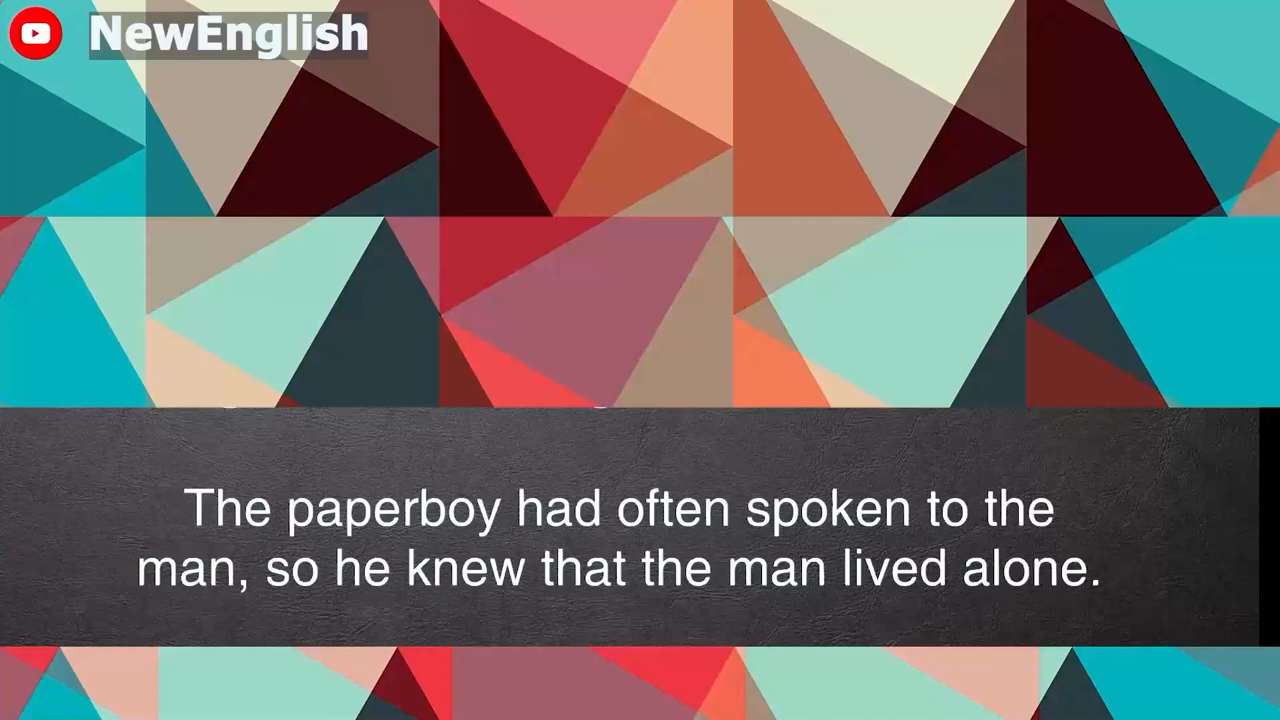 NewEnglish
The paperboy had often spoken to the
man, so he knew that the man lived alone.